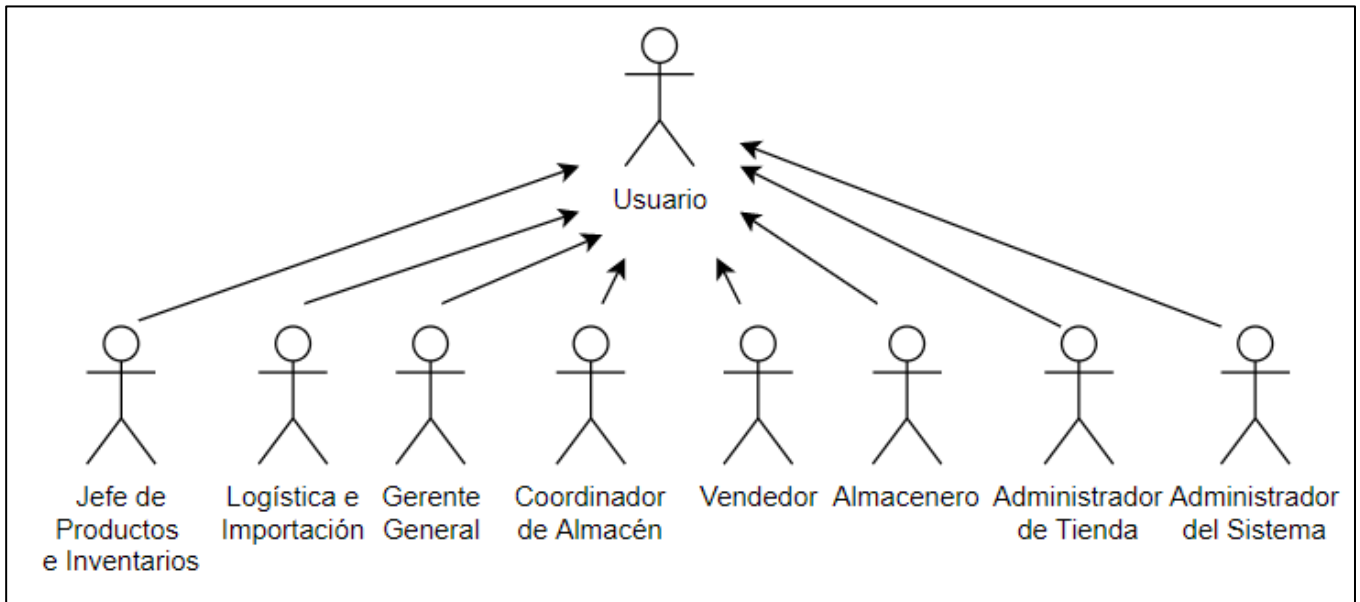 Usuario
Jefe de
Productos
e Inventarios
Logística e
Importación
Gerente
General
Coordinador
de Almacén
Vendedor
Almacenero
Administrador
de Tienda
Administrador
del Sistema